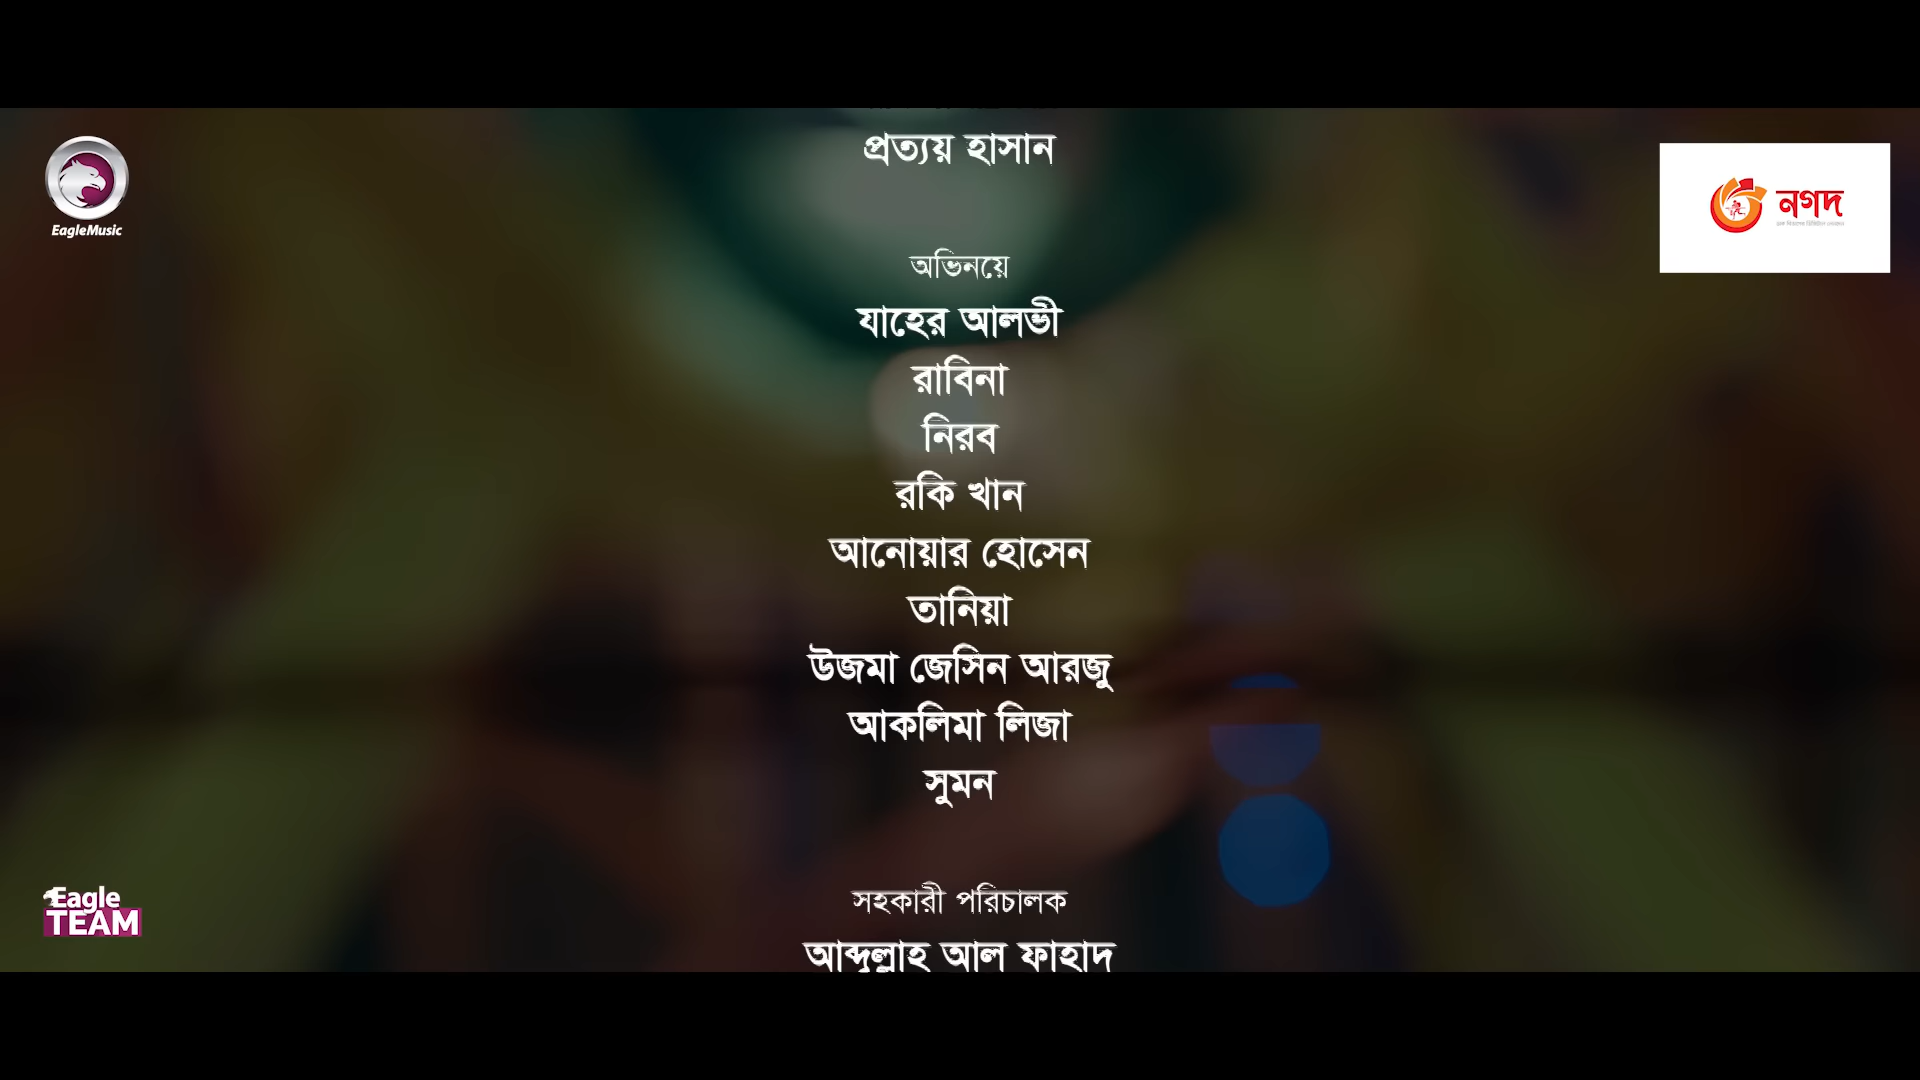 প্রত্যয় হাসান
EagleMusic
নগদ
অভিনয়ে
যাহের আলভী
রাবিনা
নিরব
রকি খান
আনোয়ার হোসেন
তানিয়া
উজমা জেসিন আরজু
আকলিমা লিজা
সুমন
সহকারী পরিচালক
Eagle
TEAM
আব্দুল্লাহ আল ফাহাদ